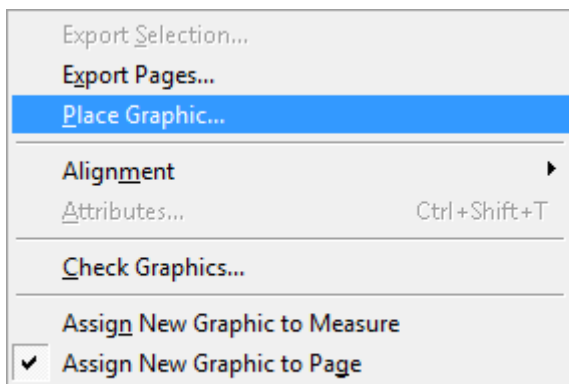 Export Selection...
Export Pages...
Place Graphic...
Alignment
Attributes... Ctrl+Shift+T
Check Graphics...
Assign New Graphic to Measure
Assign New Graphic to Page